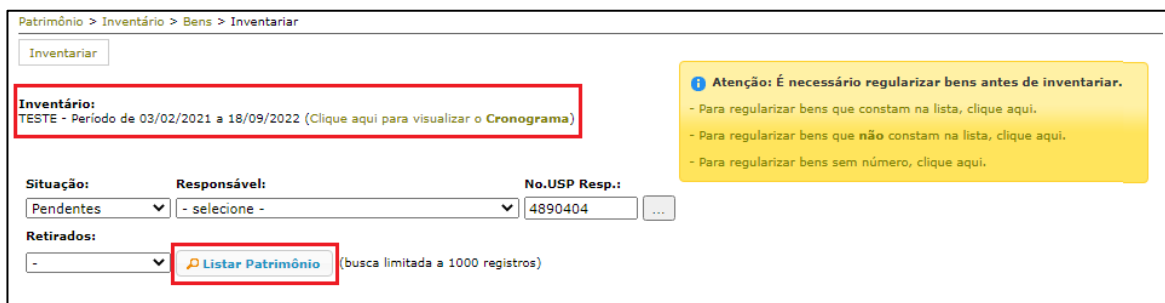 Patrimônio > Inventário > Bens > Inventariar
Inventariar
Inventário:
TESTE - Período de 03/02/2021 a 18/09/2022 (Clique aqui para visualizar o Cronograma)
Atenção: É necessário regularizar bens antes de inventariar.
- Para regularizar bens que constam na lista, clique aqui.
- Para regularizar bens que não constam na lista, clique aqui.
- Para regularizar bens sem número, clique aqui.
Situação: Responsável: No.USP Resp.:
Pendentes - selecione - 4890404 ...
Retirados:
- Listar Patrimônio (busca limitada a 1000 registros)